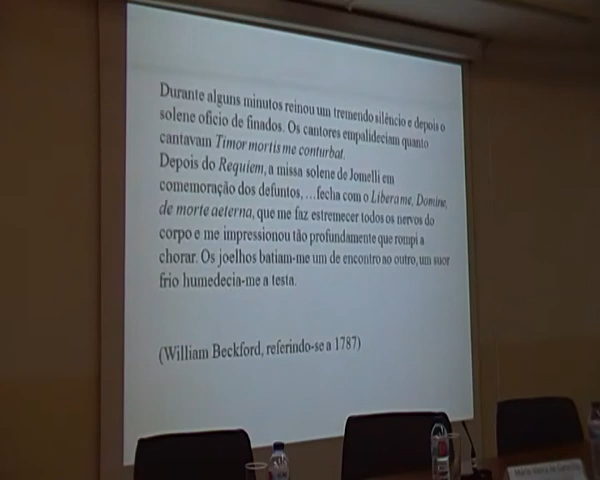 Durante alguns minutos reinou um tremendo silêncio e depois o
solene oficio de finados. Os cantores empalideciam quanto
cantavam Timor mortis me conturbat.
Depois do Requiem, a missa solene de Jomelli em
comemoração dos defuntos, …fecha com o Libera me, Domine,
de morte aeterna, que me faz estremecer todos os nervos do
corpo e me impressionou tão profundamente que rompi a
chorar. Os joelhos batiam-me um de encontro ao outro, um suor
frio humedecia-me a testa.
(William Beckford, referindo-se a 1787)